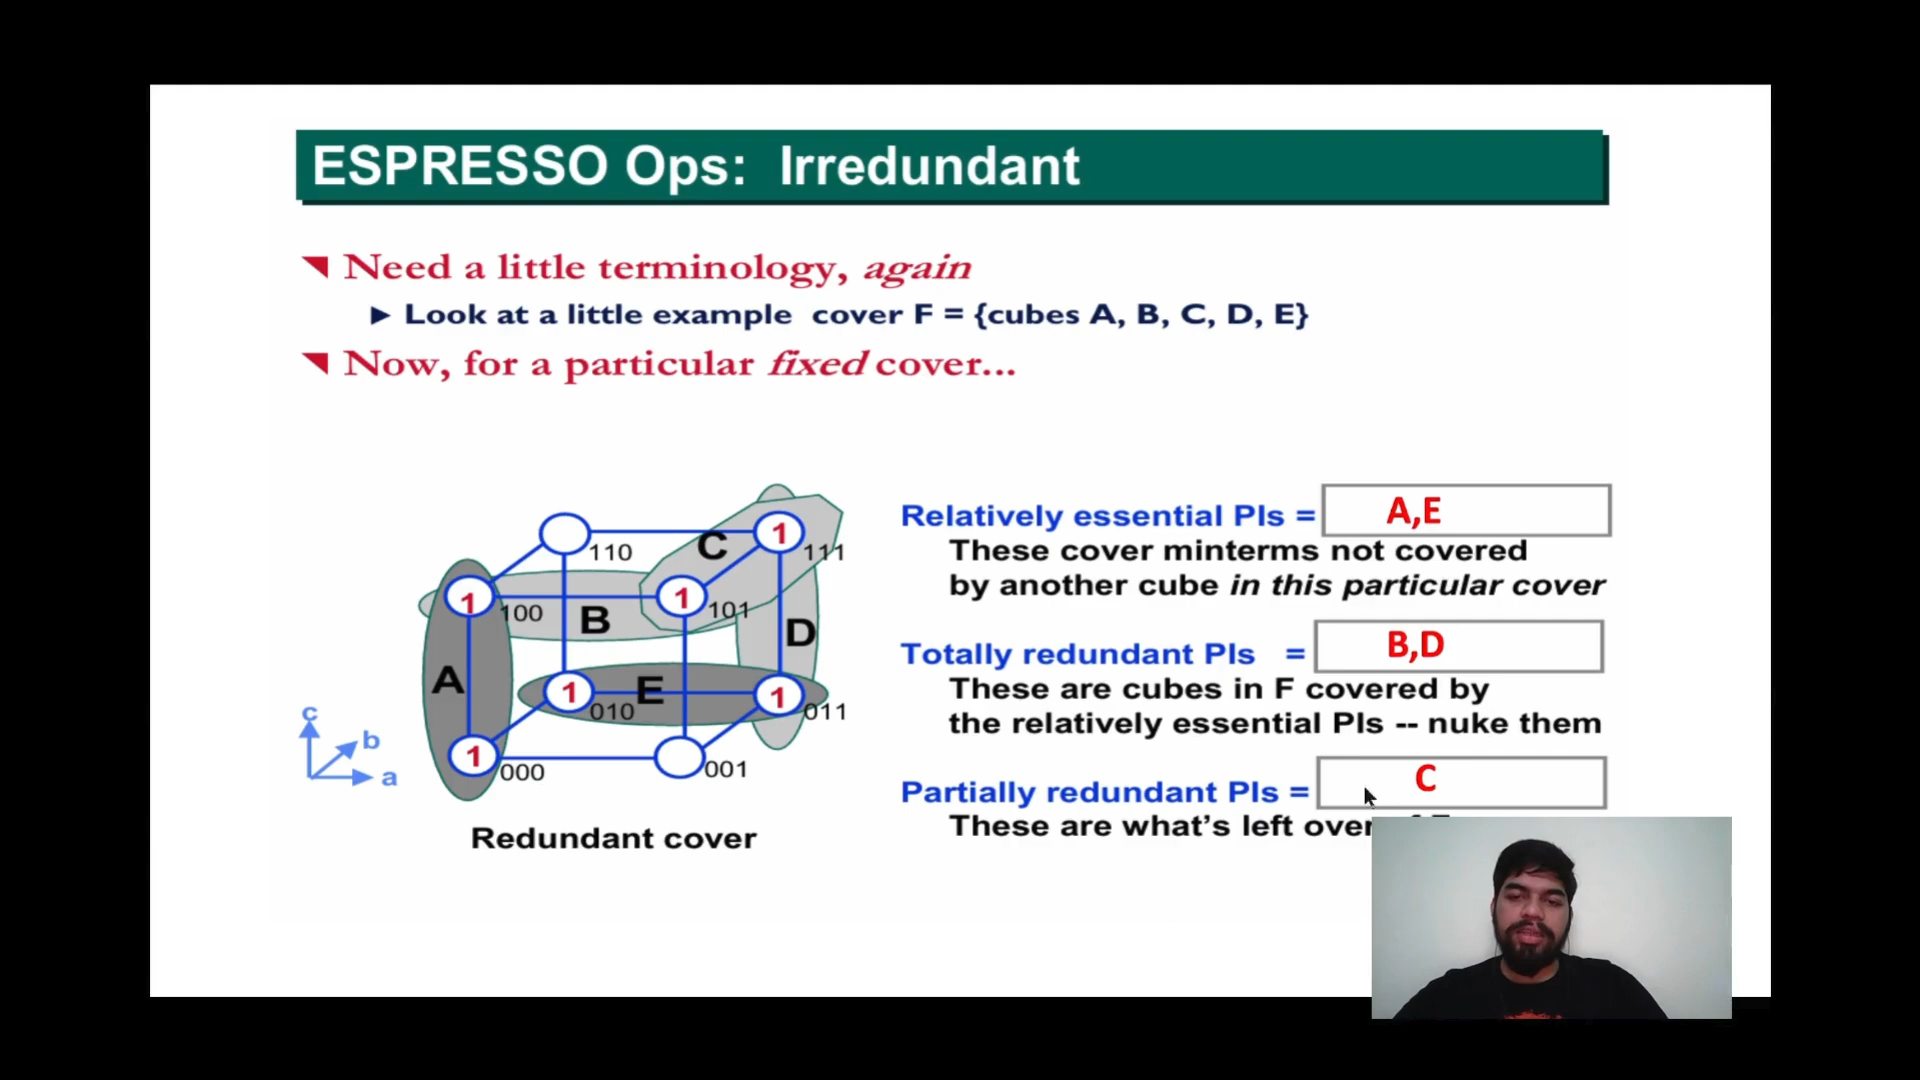 ESPRESSO Ops: Irredundant
Need a little terminology, again
Look at a little example cover F = {cubes A, B, C, D, E}
Now, for a particular fixed cover...
Relatively essential PIs = A,E
These cover minterms not covered
by another cube in this particular cover
Totally redundant PIs = B,D
These are cubes in F covered by
the relatively essential PIs -- nuke them
Partially redundant PIs = C
These are what's left over
1
110
C
1
111
1
100
B
1
101
D
A
1
010
E
1
011
1
000
001
c
b
a
Redundant cover